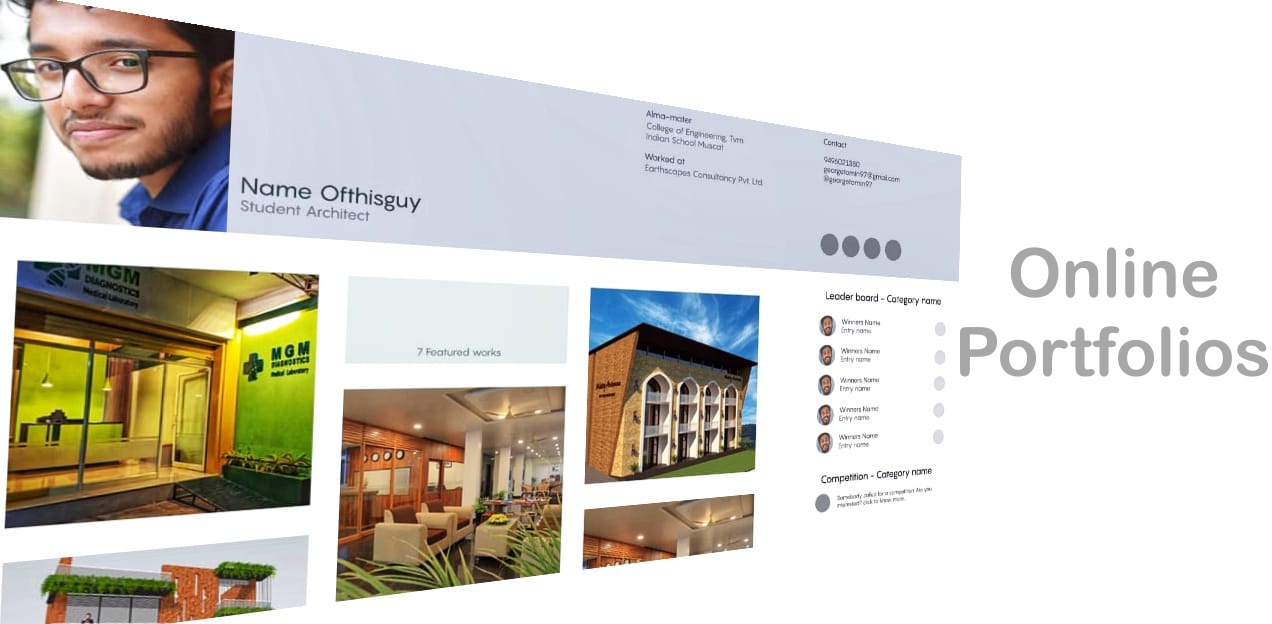 Name Ofthisguy
Student Architect
Alma-mater
College of Engineering, Tvm
Indian School Muscat
Worked at
Earthscapes Consultancy Pvt. Ltd.
Contact
9496021380
georgetomin97@gmail.com
@georgetomin97
MGM
DIAGNOSTICS
Medical Laboratory
MGM
DIAGNOSTICS
Medical Laboratory
7 Featured works
Leader board - Category name
Winners Name
Entry name
Winners Name
Entry name
Winners Name
Entry name
Winners Name
Entry name
Winners Name
Entry name
Competition - Category name
Somebody called for a competition. Are you
interested? click to know more.
Online
Portfolios